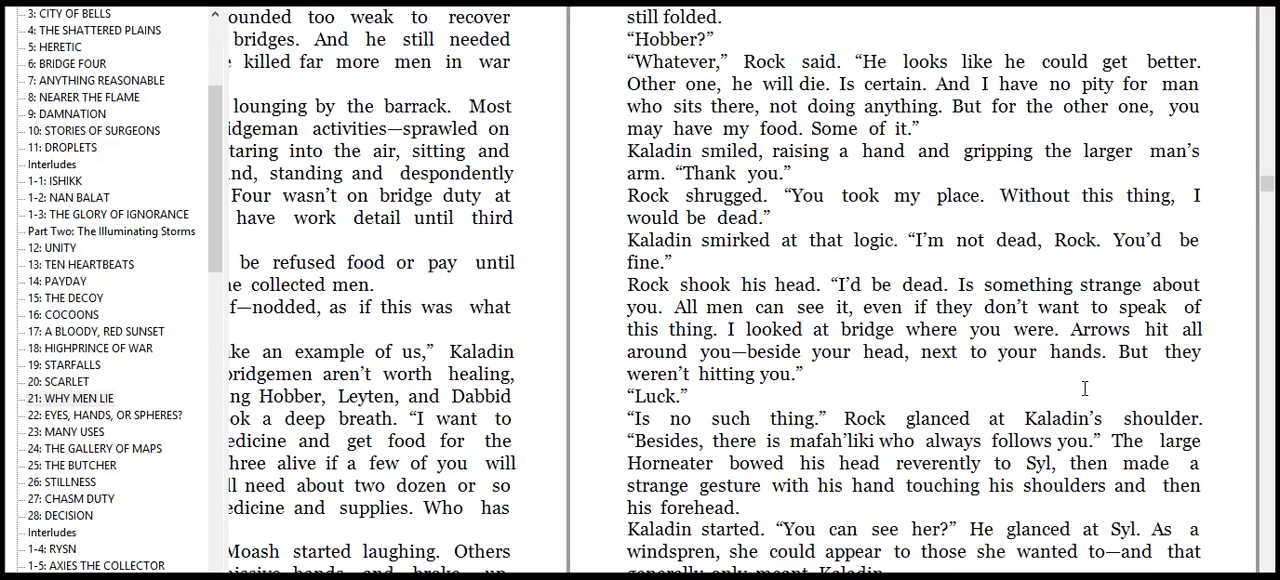 3: CITY OF BELLS
4: THE SHATTERED PLAINS
5: HERETIC
6: BRIDGE FOUR
7: ANYTHING REASONABLE
8: NEARER THE FLAME
9: DAMNATION
10: STORIES OF SURGEONS
11: DROPLETS
Interludes
1-1: ISHIKK
1-2: NAN BALAT
1-3: THE GLORY OF IGNORANCE
Part Two: The Illuminating Storms
12: UNITY
13: TEN HEARTBEATS
14: PAYDAY
15: THE DECOY
16: COCOONS
17: A BLOODY, RED SUNSET
18: HIGHPRINCE OF WAR
19: STARFALLS
20: SCARLET
21: WHY MEN LIE
22: EYES, HANDS, OR SPHERES?
23: MANY USES
24: THE GALLERY OF MAPS
25: THE BUTCHER
26: STILLNESS
27: CHASM DUTY
28: DECISION
Interludes
1-4: RYSN
1-5: AXIES THE COLLECTOR
ounded too weak to recover
bridges. And he still needed
killed far more men in war
lounging by the barrack. Most
idgeman activities—sprawled on
taring into the air, sitting and
nd, standing and despondently
Four wasn’t on bridge duty at
have work detail until third
be refused food or pay until
he collected men.
f—nodded, as if this was what
ke an example of us,” Kaladin
bridgemen aren’t worth healing,
ng Hobber, Leyten, and Dabbid
ook a deep breath. “I want to
edicine and get food for the
hree alive if a few of you will
ll need about two dozen or so
edicine and supplies. Who has
Moash started laughing. Others
still folded.
“Hobber?”
“Whatever,” Rock said. “He looks like he could get better.
Other one, he will die. Is certain. And I have no pity for man
who sits there, not doing anything. But for the other one, you
may have my food. Some of it.”
Kaladin smiled, raising a hand and gripping the larger man’s
arm. “Thank you.”
Rock shrugged. “You took my place. Without this thing, I
would be dead.”
Kaladin smirked at that logic. “I’m not dead, Rock. You’d be
fine.”
Rock shook his head. “I’d be dead. Is something strange about
you. All men can see it, even if they don’t want to speak of
this thing. I looked at bridge where you were. Arrows hit all
around you—beside your head, next to your hands. But they
weren’t hitting you.”
“Luck.”
“Is no such thing.” Rock glanced at Kaladin’s shoulder.
“Besides, there is mafah’liki who always follows you.” The large
Horneater bowed his head reverently to Syl, then made a
strange gesture with his hand touching his shoulders and then
his forehead.
Kaladin started. “You can see her?” He glanced at Syl. As a
windspren, she could appear to those she wanted to—and that
generally only meant Kaladin.